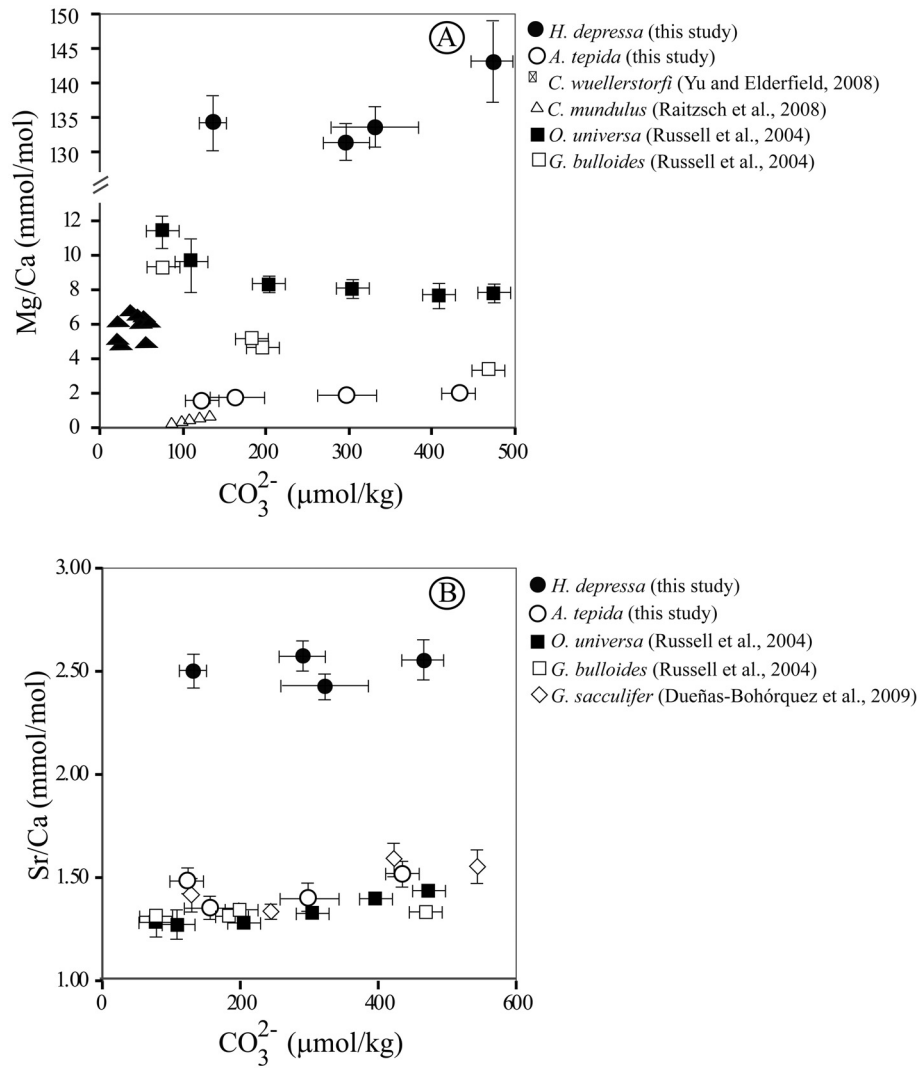 A
150
145
140
135
130
12
10
8
6
4
2
0
Mg/Ca (mmol/mol)
0 100 200 300 400 500
CO₃²⁻ (μmol/kg)
H. depressa (this study)
A. tepida (this study)
C. wuellerstorfi (Yu and Elderfield, 2008)
C. mundulus (Raitzsch et al., 2008)
O. universa (Russell et al., 2004)
G. bulloides (Russell et al., 2004)
B
3.00
2.50
2.00
1.50
1.00
Sr/Ca (mmol/mol)
0 200 400 600
CO₃²⁻ (μmol/kg)
H. depressa (this study)
A. tepida (this study)
O. universa (Russell et al., 2004)
G. bulloides (Russell et al., 2004)
G. sacculifer (Dueñas-Bohórquez et al., 2009)